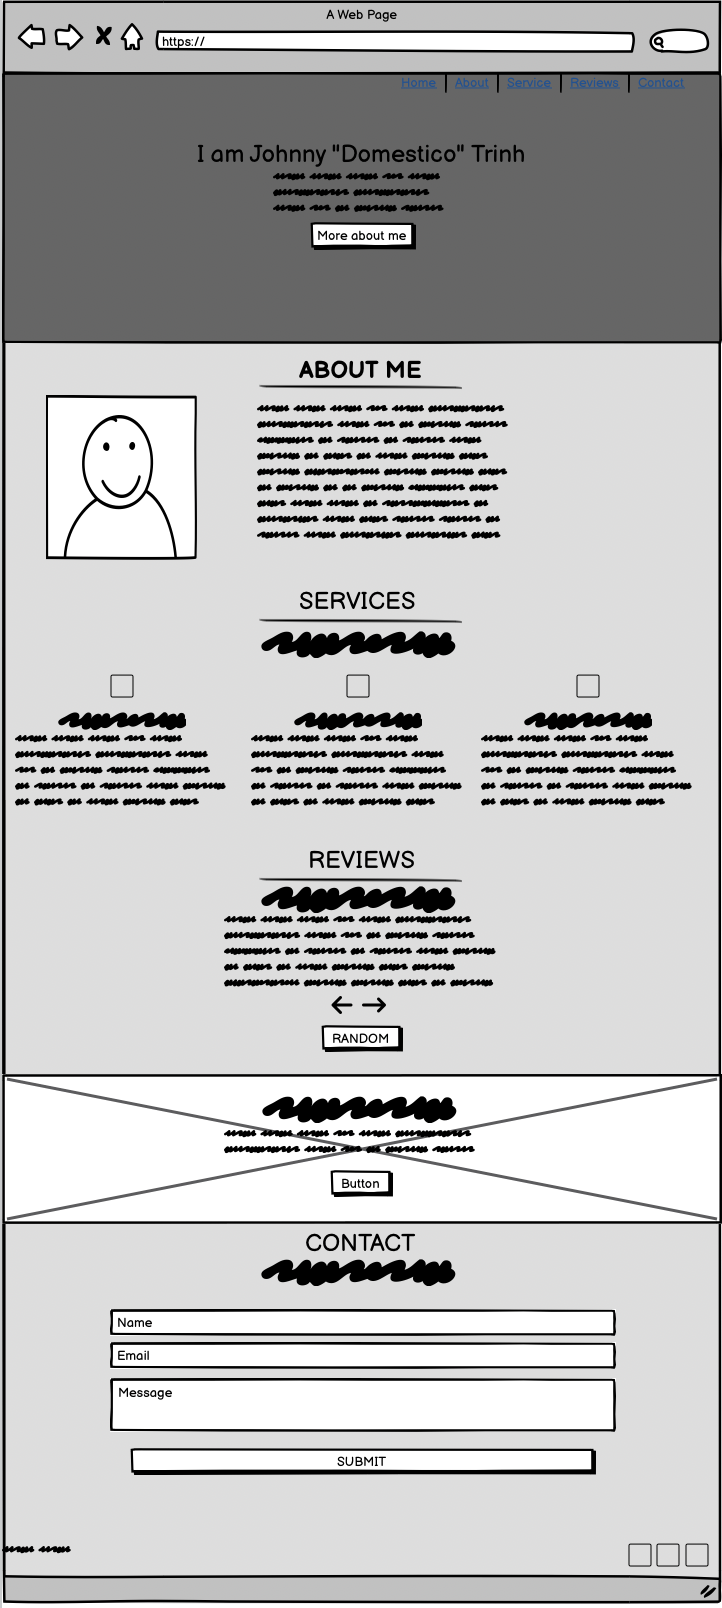 A Web Page
https://
Home About Service Reviews Contact
I am Johnny "Domestico" Trinh
More about me
ABOUT ME
SERVICES
REVIEWS
RANDOM
Button
CONTACT
Name
Email
Message
SUBMIT